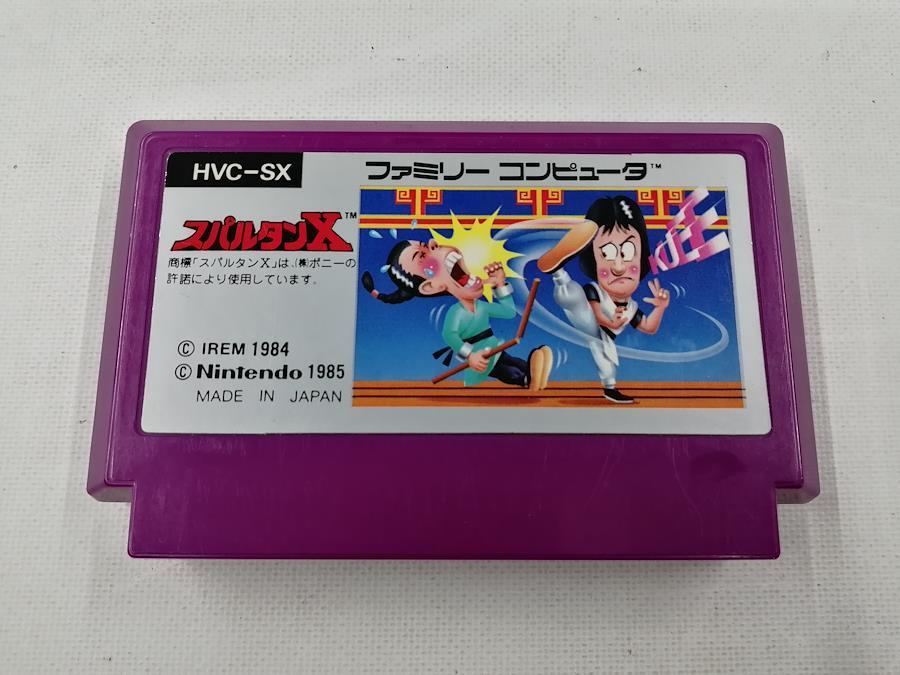 HVC-SX
ファミリー コンピュータ™
スパルタンX™
商標「スパルタンX」は、(株)ポニーの
許諾により使用しています。
© IREM 1984
© Nintendo 1985
MADE IN JAPAN